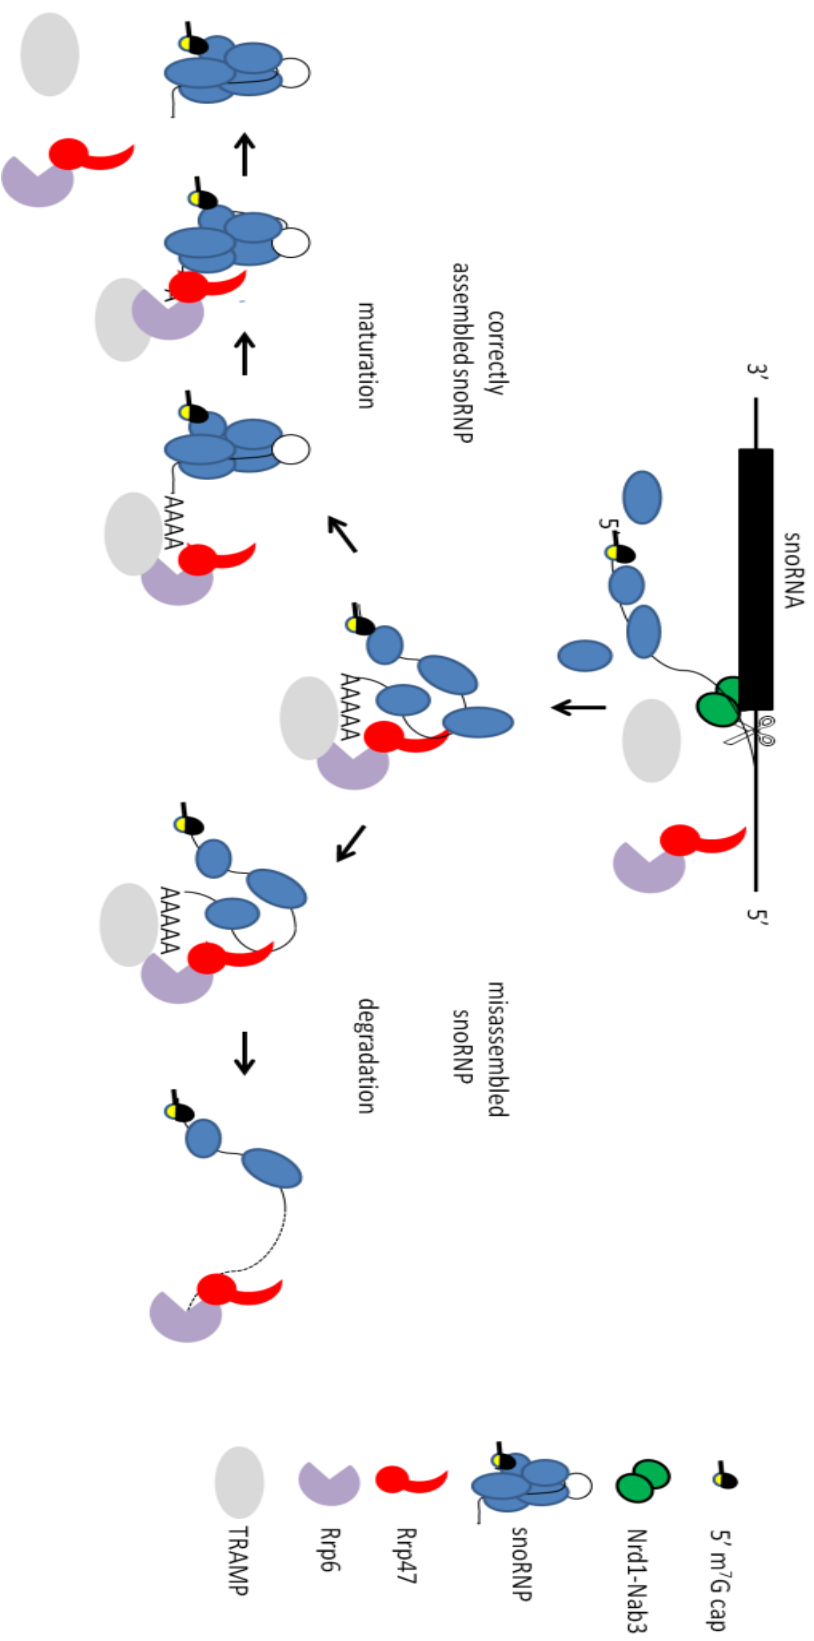 snoRNA
3'
5'
5'
correctly
assembled snoRNP
misassembled
snoRNP
maturation
degradation
AAAAA
AAAA
A
AAAAA
5' m⁷G cap
Nrd1-Nab3
snoRNP
Rrp47
Rrp6
TRAMP